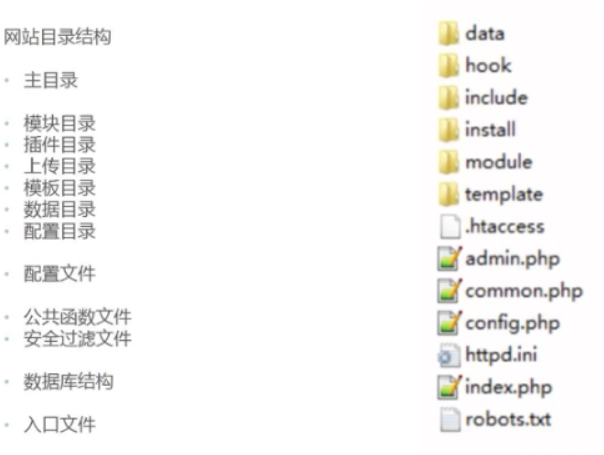 网站目录结构
主目录
模块目录
插件目录
上传目录
模板目录
数据目录
配置目录
配置文件
公共函数文件
安全过滤文件
数据库结构
入口文件
data
hook
include
install
module
template
.htaccess
admin.php
common.php
config.php
httpd.ini
index.php
robots.txt